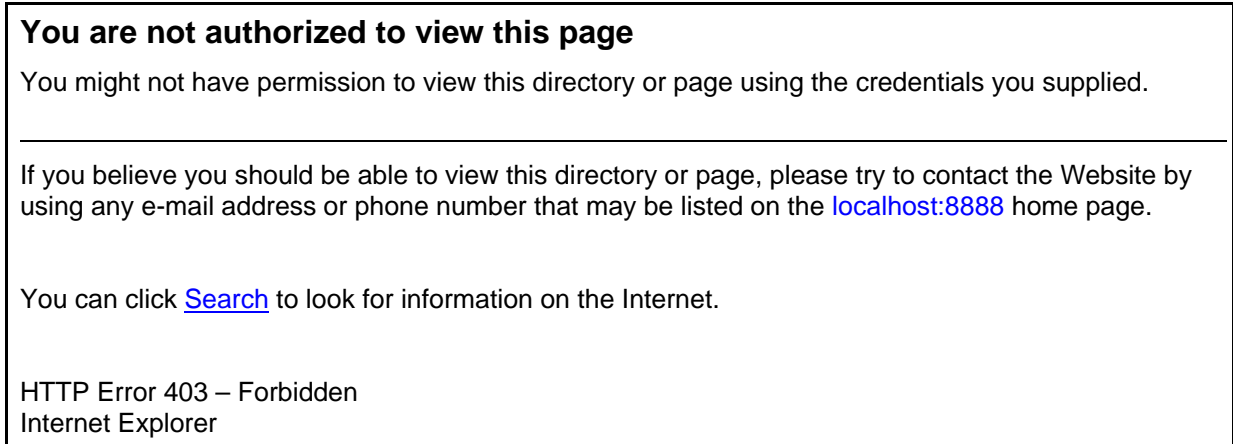 You are not authorized to view this page
You might not have permission to view this directory or page using the credentials you supplied.
If you believe you should be able to view this directory or page, please try to contact the Website by
using any e-mail address or phone number that may be listed on the localhost:8888 home page.
You can click Search to look for information on the Internet.
HTTP Error 403 – Forbidden
Internet Explorer